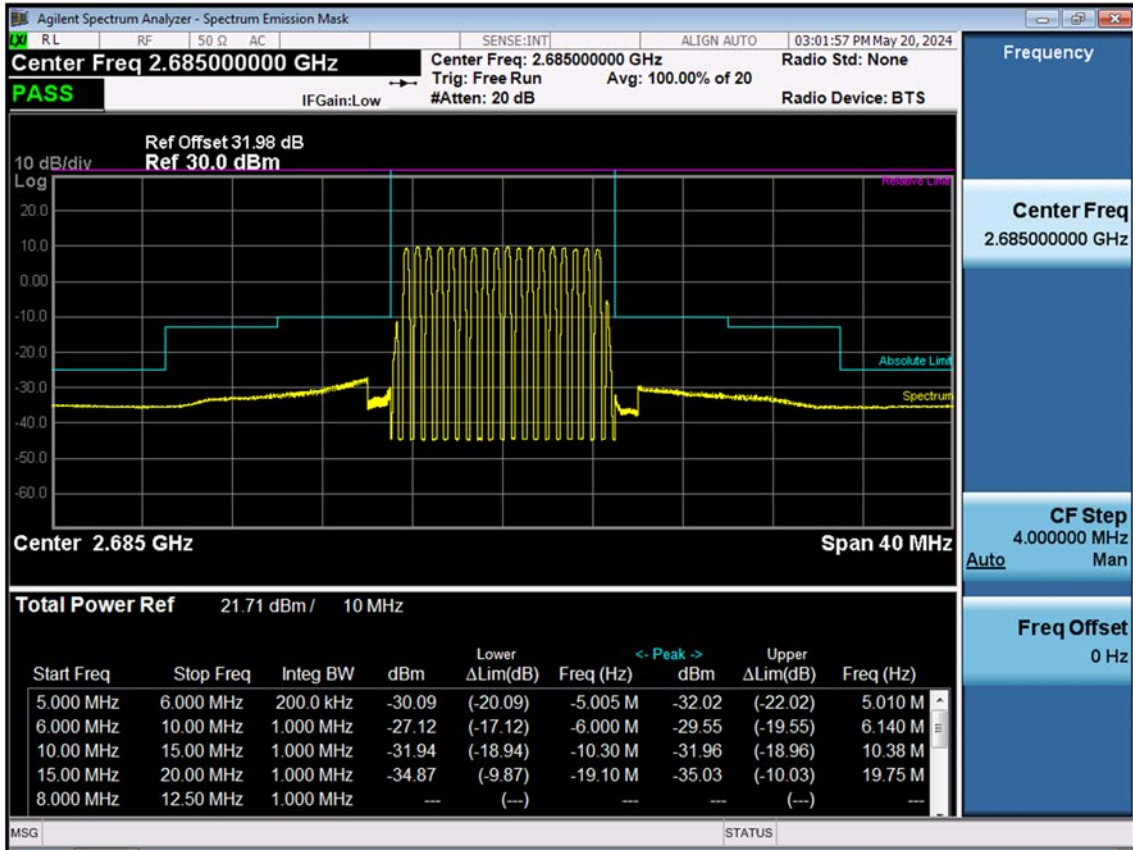 Agilent Spectrum Analyzer - Spectrum Emission Mask
LXI RL RF 50 Ω AC SENSE:INT ALIGN AUTO 03:01:57 PM May 20, 2024
Center Freq 2.685000000 GHz
PASS
IFGain:Low
Center Freq: 2.685000000 GHz
Trig: Free Run Avg: 100.00% of 20
#Atten: 20 dB
Radio Std: None
Radio Device: BTS
Ref Offset 31.98 dB
10 dB/div Ref 30.0 dBm
Log
Relative Limit
20.0
10.0
0.00
-10.0
-20.0
Absolute Limit
-30.0
Spectrum
-40.0
-50.0
-60.0
Center 2.685 GHz Span 40 MHz
Total Power Ref 21.71 dBm / 10 MHz
Lower <- Peak -> Upper
Start Freq Stop Freq Integ BW dBm ΔLim(dB) Freq (Hz) dBm ΔLim(dB) Freq (Hz)
5.000 MHz 6.000 MHz 200.0 kHz -30.09 (-20.09) -5.005 M -32.02 (-22.02) 5.010 M
6.000 MHz 10.00 MHz 1.000 MHz -27.12 (-17.12) -6.000 M -29.55 (-19.55) 6.140 M
10.00 MHz 15.00 MHz 1.000 MHz -31.94 (-18.94) -10.30 M -31.96 (-18.96) 10.38 M
15.00 MHz 20.00 MHz 1.000 MHz -34.87 (-9.87) -19.10 M -35.03 (-10.03) 19.75 M
8.000 MHz 12.50 MHz 1.000 MHz --- (---) --- --- (---) ---
MSG STATUS
Frequency
Center Freq
2.685000000 GHz
CF Step
4.000000 MHz
Auto Man
Freq Offset
0 Hz